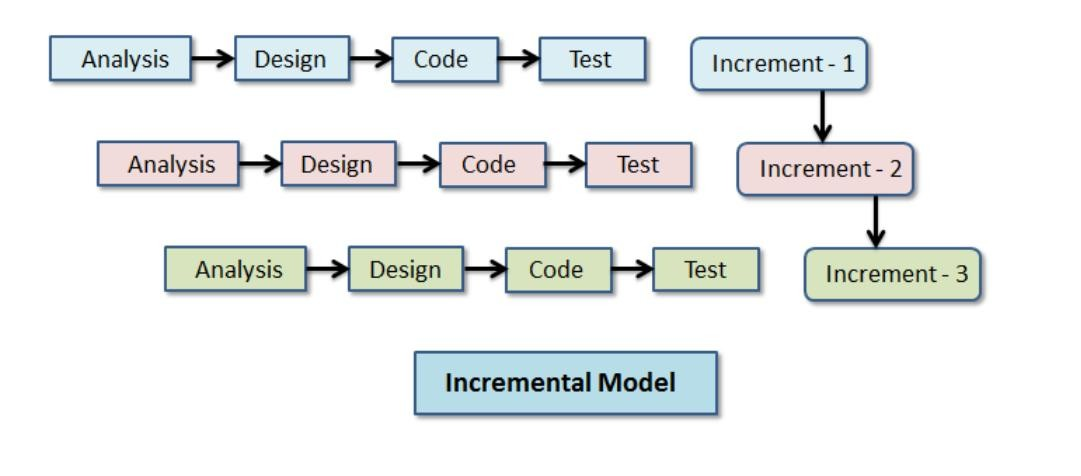 Analysis Design Code Test Increment - 1
Analysis Design Code Test Increment - 2
Analysis Design Code Test Increment - 3
Incremental Model